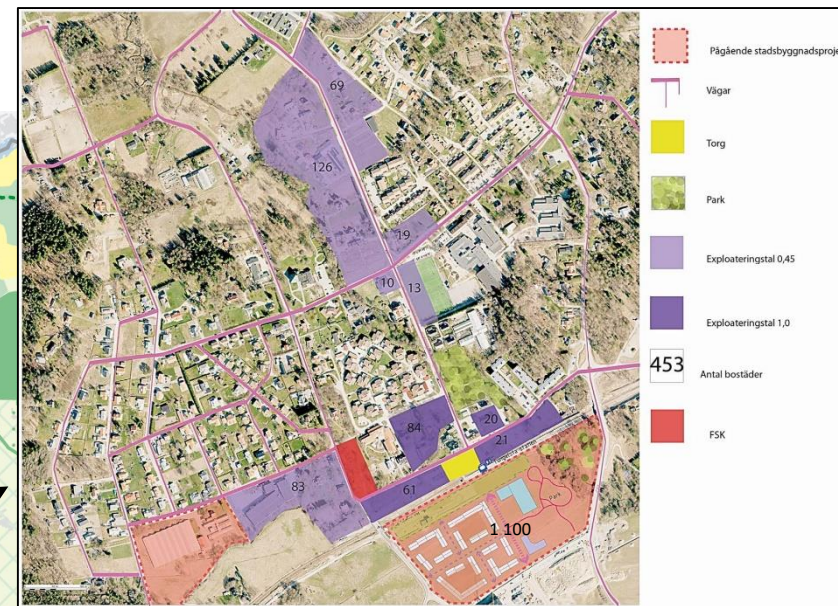 69
126
19
10
13
84
20
21
83
61
1 100
Park
Pågående stadsbyggnadsproje
Vägar
Torg
Park
Exploateringstal 0,45
Exploateringstal 1,0
453
Antal bostäder
FSK